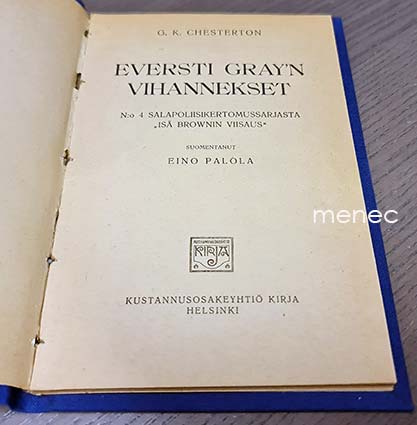 G. K. CHESTERTON
EVERSTI GRAY'N
VIHANNEKSET
N:o 4 SALAPOLIISIKERTOMUSSARJASTA
„ISÄ BROWNIN VIISAUS“
SUOMENTANUT
EINO PALOLA
menec
KIRJA
KUSTANNUSOSAKEYHTIÖ KIRJA
HELSINKI